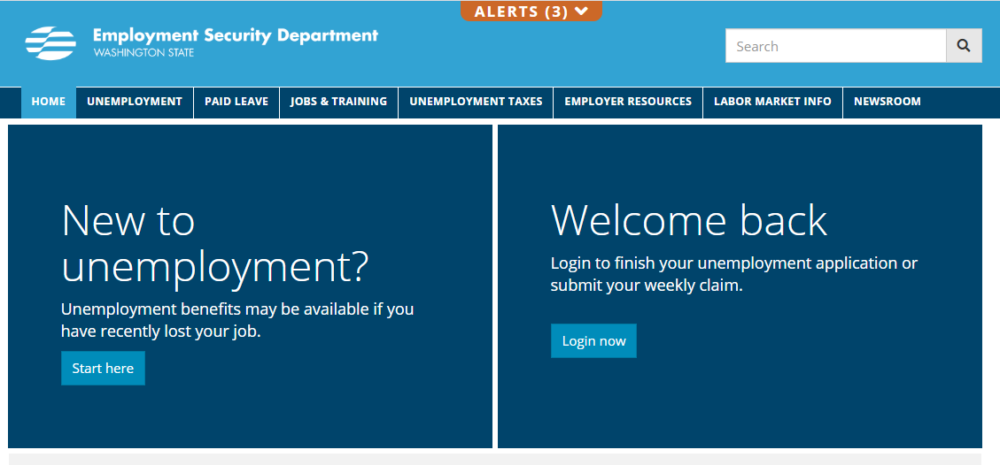 ALERTS (3)
Employment Security Department
WASHINGTON STATE
Search
HOME
UNEMPLOYMENT
PAID LEAVE
JOBS & TRAINING
UNEMPLOYMENT TAXES
EMPLOYER RESOURCES
LABOR MARKET INFO
NEWSROOM
New to
unemployment?
Unemployment benefits may be available if you
have recently lost your job.
Start here
Welcome back
Login to finish your unemployment application or
submit your weekly claim.
Login now